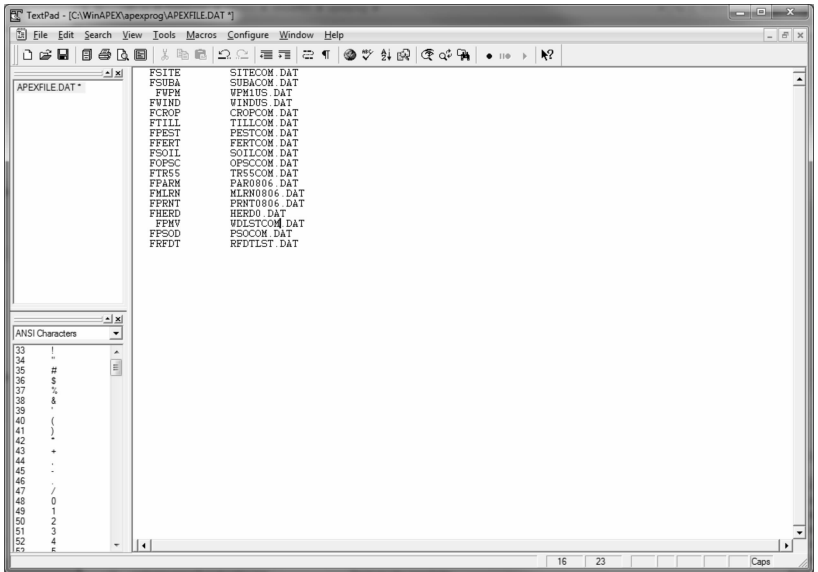 TextPad - [C:\WinAPEX\apexprog\APEXFILE.DAT *]
File Edit Search View Tools Macros Configure Window Help
APEXFILE.DAT *
FSITE SITECOM.DAT
FSUBA SUBACOM.DAT
FWPM WPM1US.DAT
FWIND WINDUS.DAT
FCROP CROPCOM.DAT
FTILL TILLCOM.DAT
FPEST PESTCOM.DAT
FFERT FERTCOM.DAT
FSOIL SOILCOM.DAT
FOPSC OPSCCOM.DAT
FTR55 TR55COM.DAT
FPARM PAR0806.DAT
FMLRN MLRN0806.DAT
FPRNT PRNT0806.DAT
FHERD HERD0.DAT
FPMV WDLSTCOM.DAT
FPSOD PSOCOM.DAT
FRFDT RFDTLST.DAT
ANSI Characters
33 !
34 "
35 #
36 $
37 %
38 &
39 '
40 (
41 )
42 *
43 +
44 ,
45 -
46 .
47 /
48 0
49 1
50 2
51 3
52 4
16 23 Caps